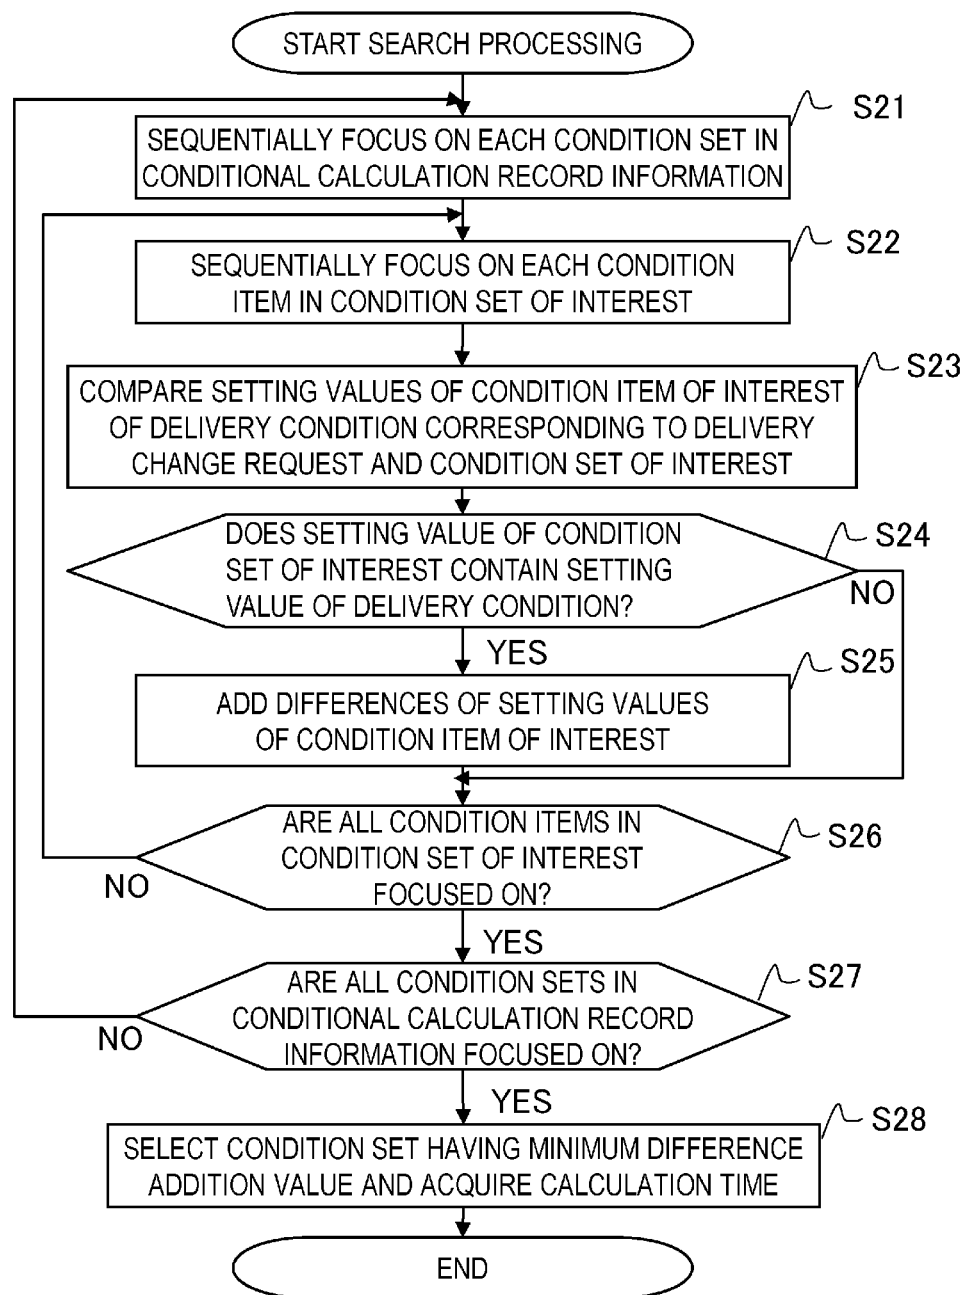 START SEARCH PROCESSING
S21
SEQUENTIALLY FOCUS ON EACH CONDITION SET IN
CONDITIONAL CALCULATION RECORD INFORMATION
S22
SEQUENTIALLY FOCUS ON EACH CONDITION
ITEM IN CONDITION SET OF INTEREST
S23
COMPARE SETTING VALUES OF CONDITION ITEM OF INTEREST
OF DELIVERY CONDITION CORRESPONDING TO DELIVERY
CHANGE REQUEST AND CONDITION SET OF INTEREST
S24
DOES SETTING VALUE OF CONDITION
SET OF INTEREST CONTAIN SETTING
VALUE OF DELIVERY CONDITION?
NO
YES
S25
ADD DIFFERENCES OF SETTING VALUES
OF CONDITION ITEM OF INTEREST
S26
ARE ALL CONDITION ITEMS IN
CONDITION SET OF INTEREST
FOCUSED ON?
NO
YES
S27
ARE ALL CONDITION SETS IN
CONDITIONAL CALCULATION RECORD
INFORMATION FOCUSED ON?
NO
YES
S28
SELECT CONDITION SET HAVING MINIMUM DIFFERENCE
ADDITION VALUE AND ACQUIRE CALCULATION TIME
END